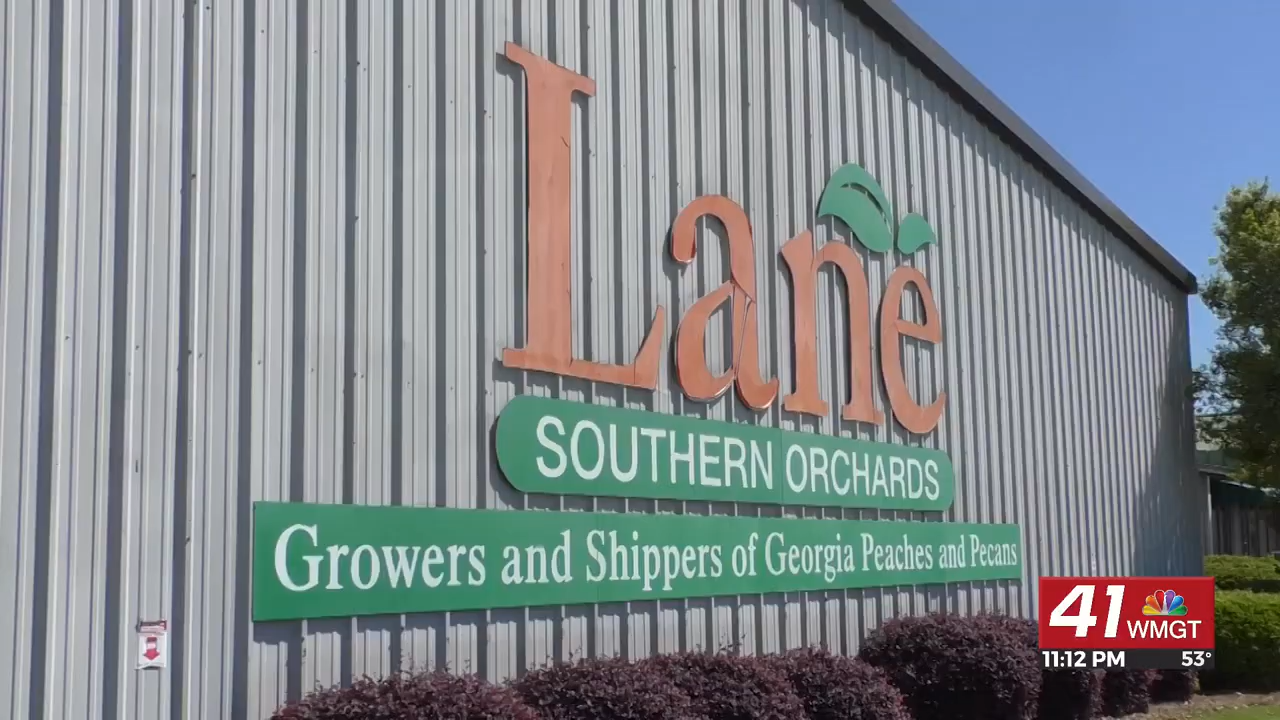 Lane
SOUTHERN ORCHARDS
Growers and Shippers of Georgia Peaches and Pecans
41
WMGT
11:12 PM 53°